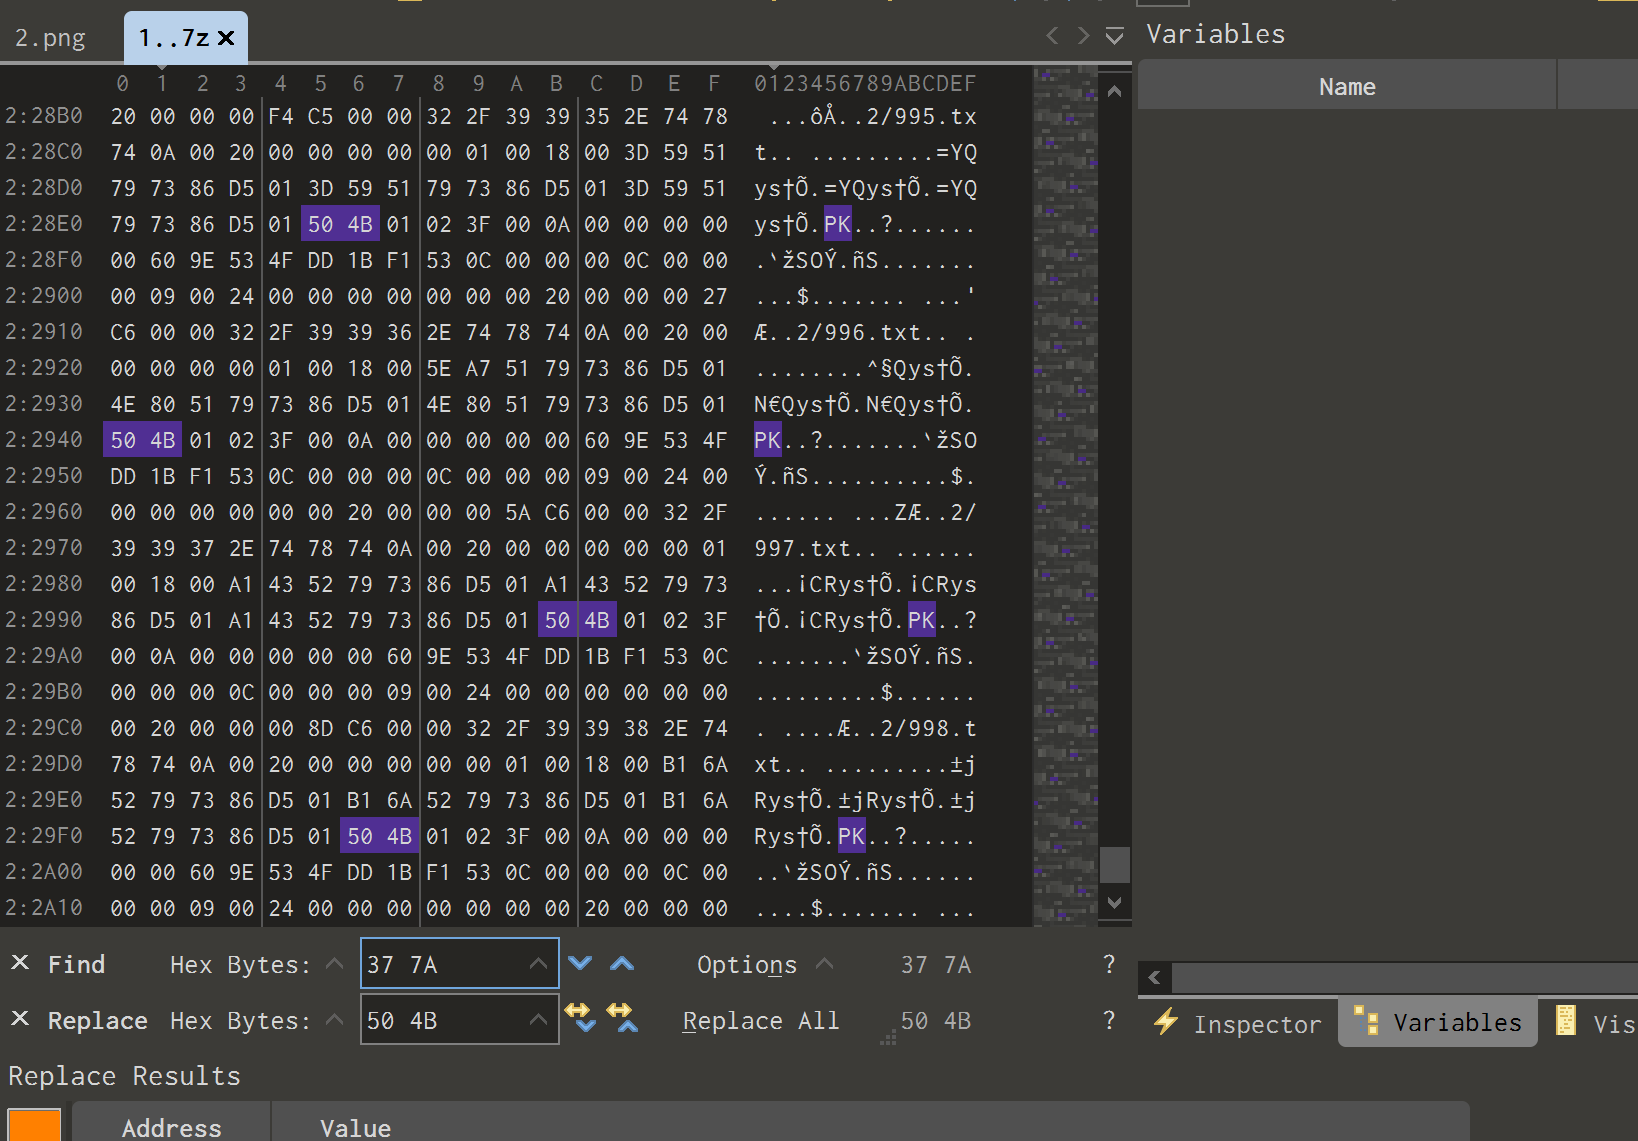 2.png 1..7z Variables
Name
0 1 2 3 4 5 6 7 8 9 A B C D E F 0123456789ABCDEF
2:28B0 20 00 00 00 F4 C5 00 00 32 2F 39 39 35 2E 74 78 ...ôÅ..2/995.tx
2:28C0 74 0A 00 20 00 00 00 00 00 01 00 18 00 3D 59 51 t.. .........=YQ
2:28D0 79 73 86 D5 01 3D 59 51 79 73 86 D5 01 3D 59 51 ys†Õ.=YQys†Õ.=YQ
2:28E0 79 73 86 D5 01 50 4B 01 02 3F 00 0A 00 00 00 00 ys†Õ.PK..?......
2:28F0 00 60 9E 53 4F DD 1B F1 53 0C 00 00 00 0C 00 00 .`žSOÝ.ñS.......
2:2900 00 09 00 24 00 00 00 00 00 00 00 20 00 00 00 27 ...$....... ...'
2:2910 C6 00 00 32 2F 39 39 36 2E 74 78 74 0A 00 20 00 Æ..2/996.txt.. .
2:2920 00 00 00 00 01 00 18 00 5E A7 51 79 73 86 D5 01 ........^§Qys†Õ.
2:2930 4E 80 51 79 73 86 D5 01 4E 80 51 79 73 86 D5 01 N€Qys†Õ.N€Qys†Õ.
2:2940 50 4B 01 02 3F 00 0A 00 00 00 00 00 60 9E 53 4F PK..?.......`žSO
2:2950 DD 1B F1 53 0C 00 00 00 0C 00 00 00 09 00 24 00 Ý.ñS..........$.
2:2960 00 00 00 00 00 00 20 00 00 00 5A C6 00 00 32 2F ...... ...ZÆ..2/
2:2970 39 39 37 2E 74 78 74 0A 00 20 00 00 00 00 00 01 997.txt.. ......
2:2980 00 18 00 A1 43 52 79 73 86 D5 01 A1 43 52 79 73 ...¡CRys†Õ.¡CRys
2:2990 86 D5 01 A1 43 52 79 73 86 D5 01 50 4B 01 02 3F †Õ.¡CRys†Õ.PK..?
2:29A0 00 0A 00 00 00 00 00 60 9E 53 4F DD 1B F1 53 0C .......`žSOÝ.ñS.
2:29B0 00 00 00 0C 00 00 00 09 00 24 00 00 00 00 00 00 .........$......
2:29C0 00 20 00 00 00 8D C6 00 00 32 2F 39 39 38 2E 74 . ....Æ..2/998.t
2:29D0 78 74 0A 00 20 00 00 00 00 00 01 00 18 00 B1 6A xt.. .........±j
2:29E0 52 79 73 86 D5 01 B1 6A 52 79 73 86 D5 01 B1 6A Rys†Õ.±jRys†Õ.±j
2:29F0 52 79 73 86 D5 01 50 4B 01 02 3F 00 0A 00 00 00 Rys†Õ.PK..?.....
2:2A00 00 00 60 9E 53 4F DD 1B F1 53 0C 00 00 00 0C 00 ..`žSOÝ.ñS......
2:2A10 00 00 09 00 24 00 00 00 00 00 00 00 20 00 00 00 ....$....... ...
Find Hex Bytes: 37 7A Options 37 7A ?
Replace Hex Bytes: 50 4B Replace All 50 4B ?
Inspector Variables Vis
Replace Results
Address Value